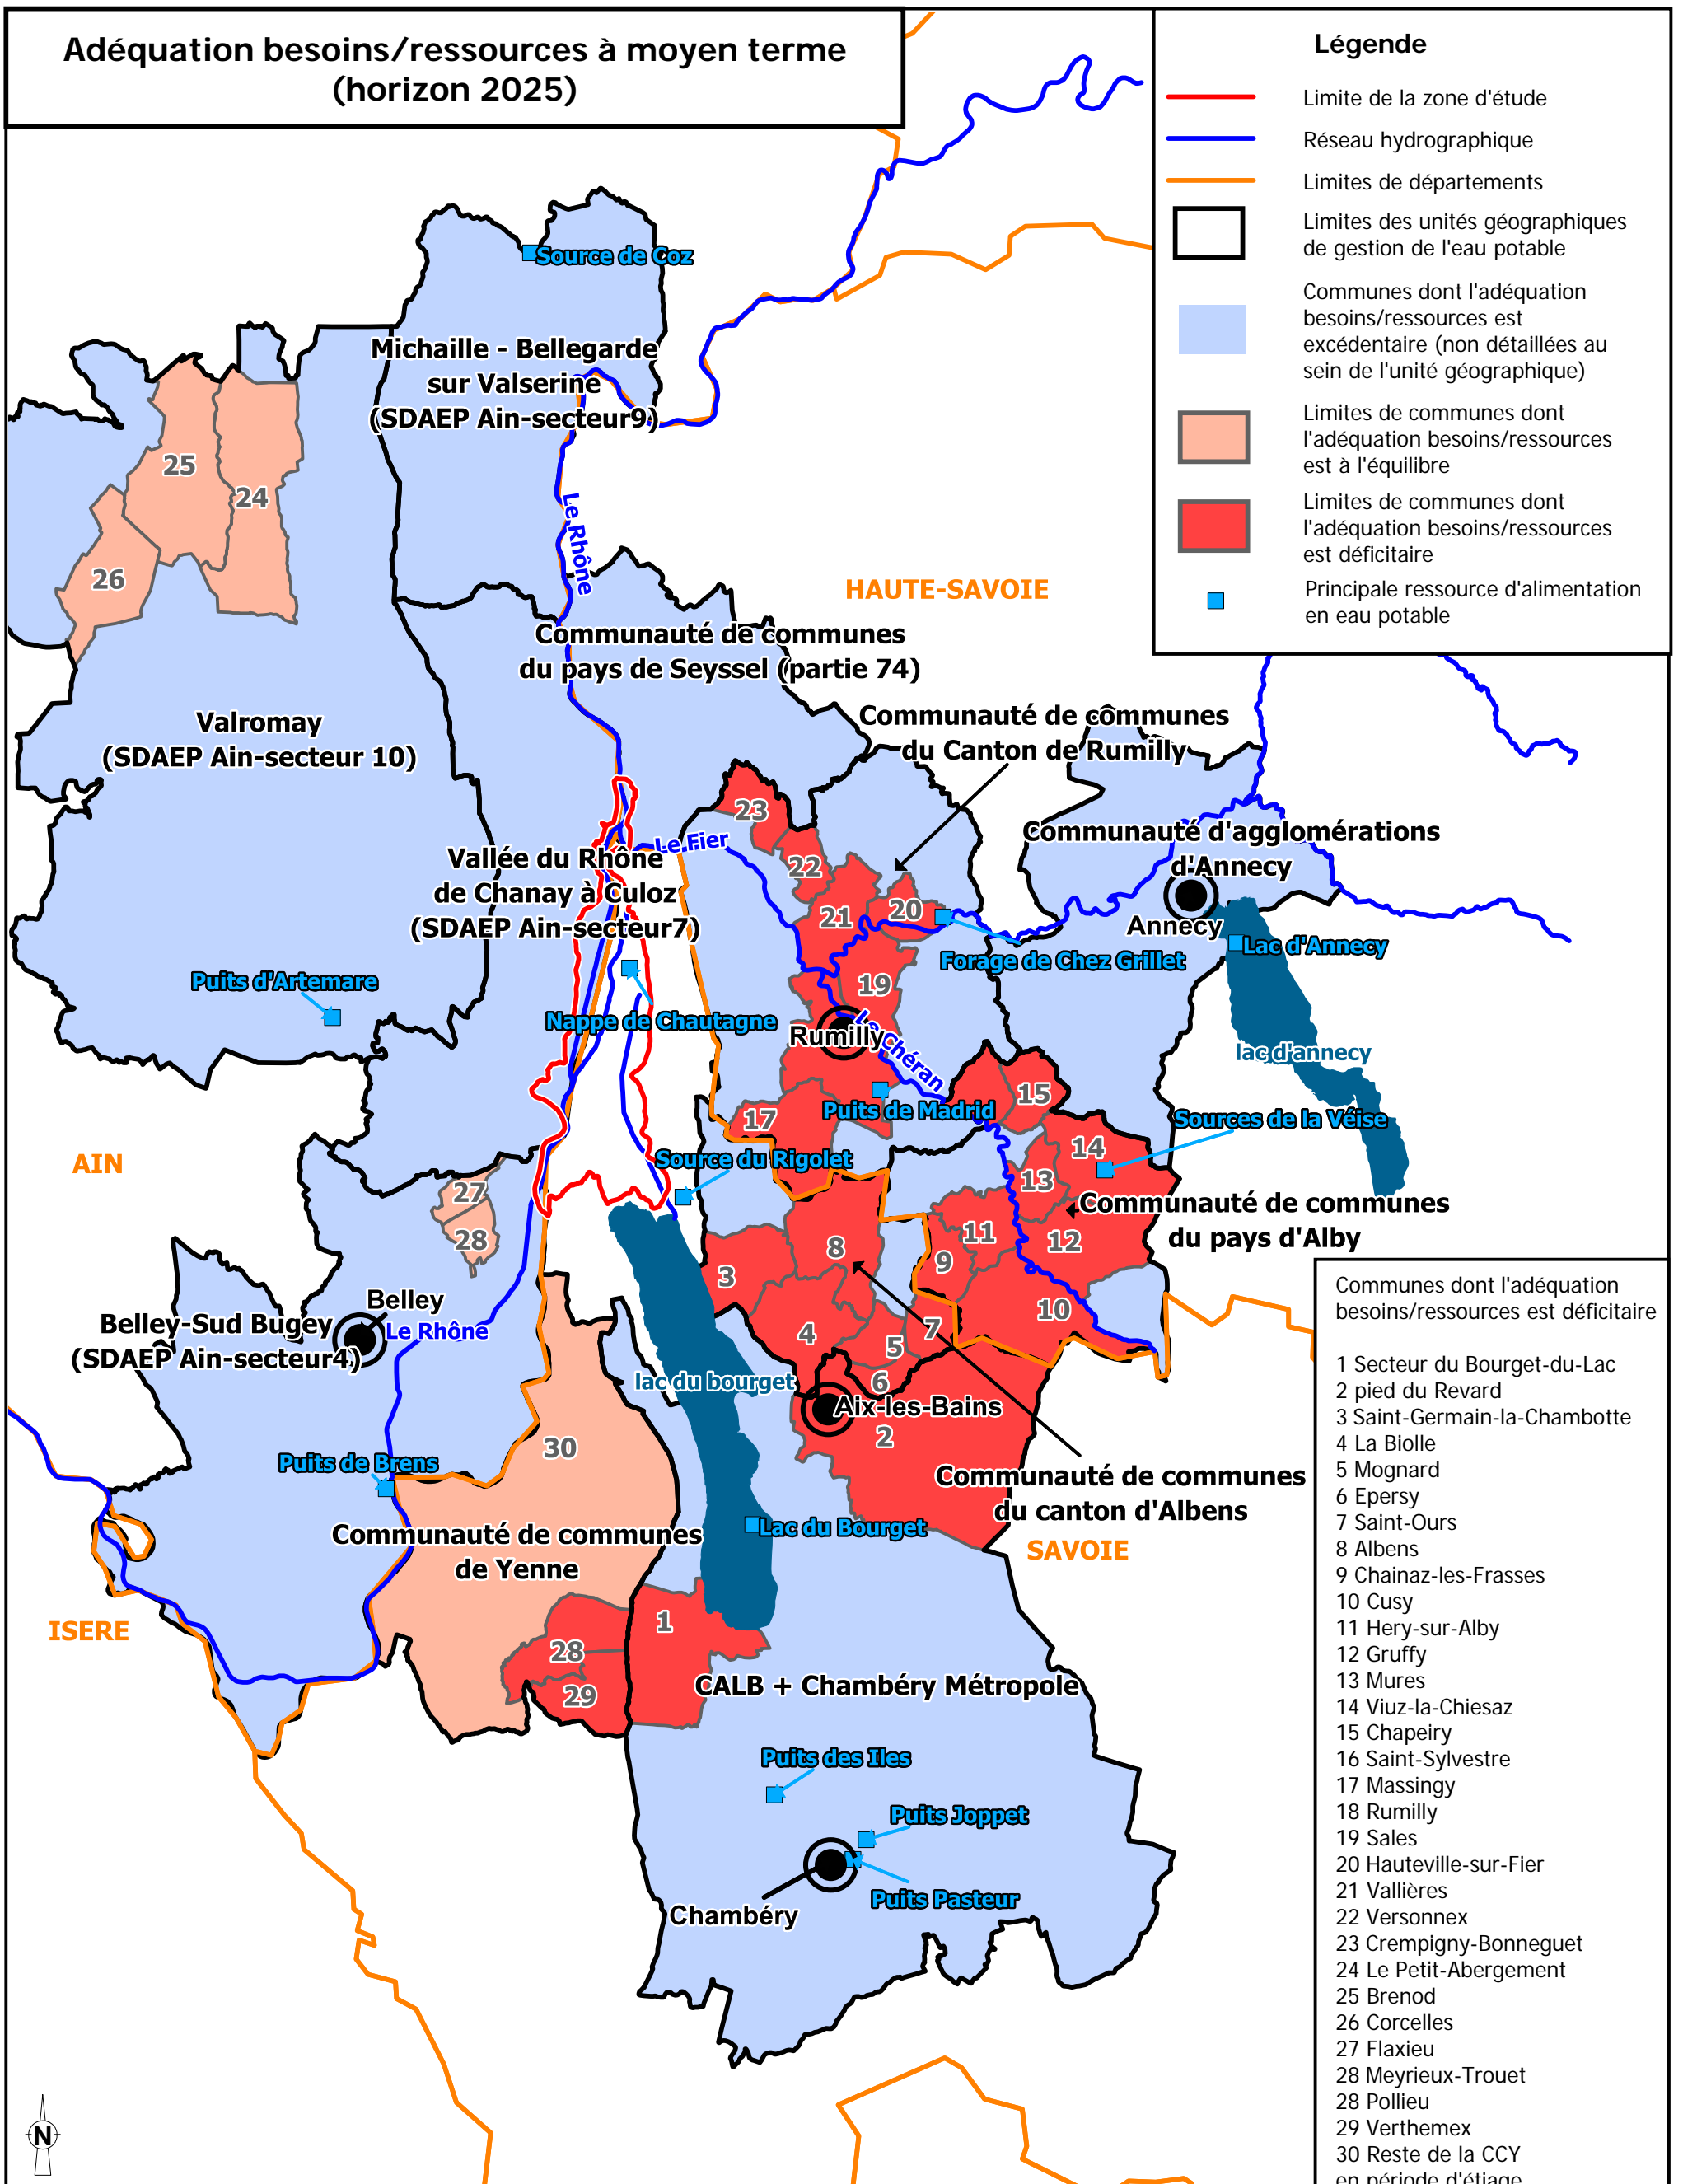 Adéquation besoins/ressources à moyen terme
(horizon 2025)
Légende
Limite de la zone d'étude
Réseau hydrographique
Limites de départements
Limites des unités géographiques
de gestion de l'eau potable
Communes dont l'adéquation
besoins/ressources est
excédentaire (non détaillées au
sein de l'unité géographique)
Limites de communes dont
l'adéquation besoins/ressources
est à l'équilibre
Limites de communes dont
l'adéquation besoins/ressources
est déficitaire
Principale ressource d'alimentation
en eau potable
Source de Coz
Michaille - Bellegarde
sur Valserine
(SDAEP Ain-secteur9)
25
24
26
Le Rhône
HAUTE-SAVOIE
Communauté de communes
du pays de Seyssel (partie 74)
Valromay
(SDAEP Ain-secteur 10)
Communauté de communes
du Canton de Rumilly
23
22
21
20
19
Le Fier
Communauté d'agglomérations
d'Annecy
Annecy
Vallée du Rhône
de Chanay à Culoz
(SDAEP Ain-secteur7)
Forage de Chez Grillet
Lac d'Annecy
Puits d'Artemare
Nappe de Chautagne
Rumilly
Le Chéran
lac d'annecy
Puits de Madrid
15
17
Sources de la Véise
14
13
AIN
Source du Rigolet
27
28
Communauté de communes
du pays d'Alby
11
12
8
9
3
10
Belley
Le Rhône
Belley-Sud Bugey
(SDAEP Ain-secteur4)
4
7
5
6
lac du bourget
Aix-les-Bains
2
30
Puits de Brens
Communauté de communes
du canton d'Albens
Communauté de communes
de Yenne
Lac du Bourget
SAVOIE
ISERE
1
28
29
CALB + Chambéry Métropole
Puits des Iles
Puits Joppet
Puits Pasteur
Chambéry
N
Communes dont l'adéquation
besoins/ressources est déficitaire
1 Secteur du Bourget-du-Lac
2 pied du Revard
3 Saint-Germain-la-Chambotte
4 La Biolle
5 Mognard
6 Epersy
7 Saint-Ours
8 Albens
9 Chainaz-les-Frasses
10 Cusy
11 Hery-sur-Alby
12 Gruffy
13 Mures
14 Viuz-la-Chiesaz
15 Chapeiry
16 Saint-Sylvestre
17 Massingy
18 Rumilly
19 Sales
20 Hauteville-sur-Fier
21 Vallières
22 Versonnex
23 Crempigny-Bonneguet
24 Le Petit-Abergement
25 Brenod
26 Corcelles
27 Flaxieu
28 Meyrieux-Trouet
28 Pollieu
29 Verthemex
30 Reste de la CCY
en période d'étiage